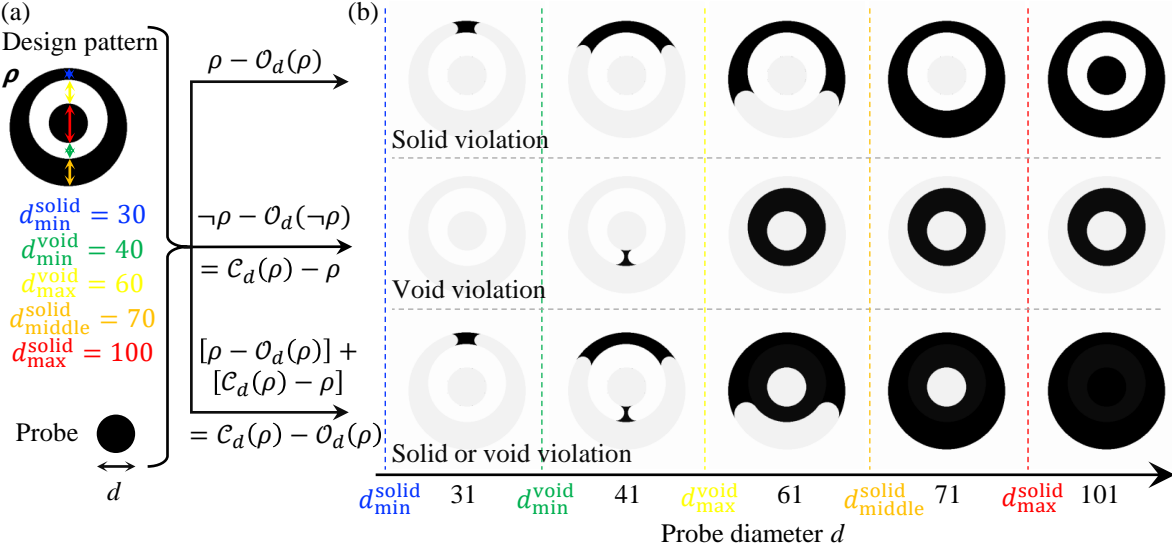 (a)
Design pattern
ρ
d_min^solid = 30
d_min^void = 40
d_max^void = 60
d_middle^solid = 70
d_max^solid = 100
Probe
d
ρ − 𝒪_d(ρ)
¬ρ − 𝒪_d(¬ρ)
= 𝒞_d(ρ) − ρ
[ρ − 𝒪_d(ρ)] +
[𝒞_d(ρ) − ρ]
= 𝒞_d(ρ) − 𝒪_d(ρ)
(b)
Solid violation
Void violation
Solid or void violation
d_min^solid 31 d_min^void 41 d_max^void 61 d_middle^solid 71 d_max^solid 101
Probe diameter d